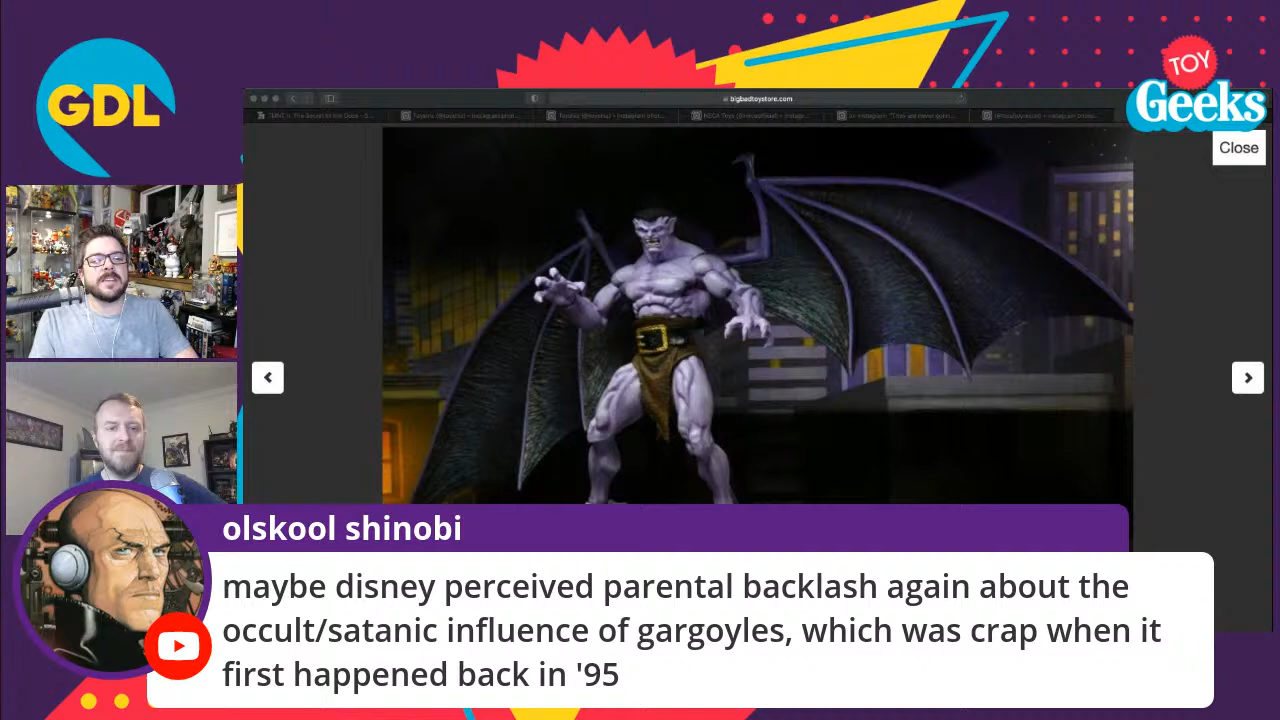 GDL
TOY
Geeks
bigbadtoystore.com
Close
olskool shinobi
maybe disney perceived parental backlash again about the
occult/satanic influence of gargoyles, which was crap when it
first happened back in '95